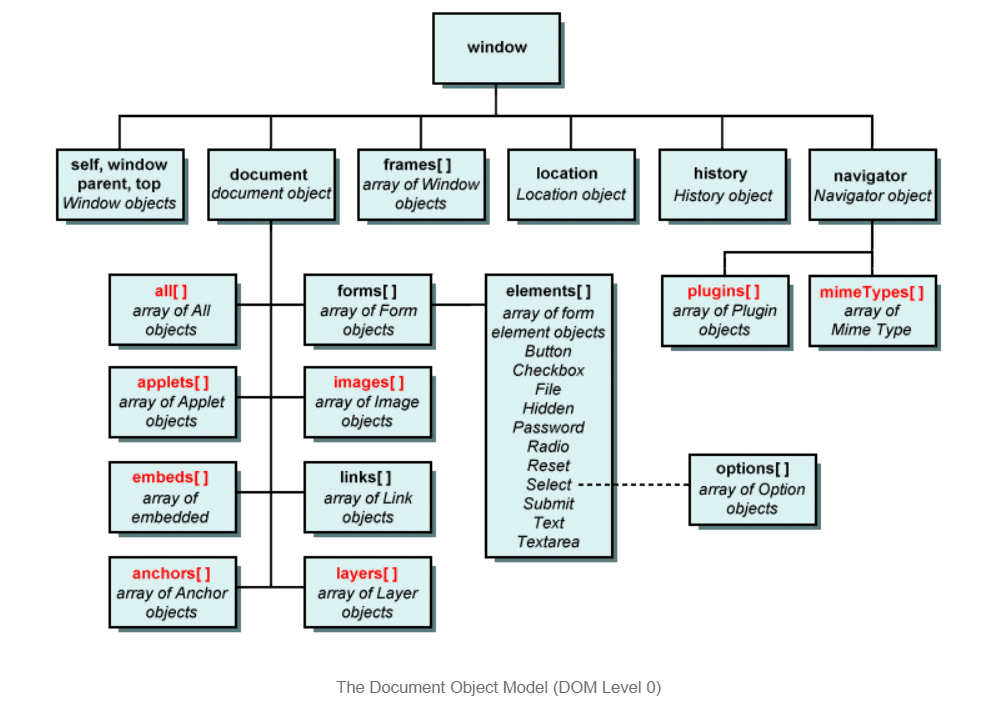 window
self, window
parent, top
Window objects
document
document object
frames[ ]
array of Window
objects
location
Location object
history
History object
navigator
Navigator object
all[ ]
array of All
objects
forms[ ]
array of Form
objects
elements[ ]
array of form
element objects
Button
Checkbox
File
Hidden
Password
Radio
Reset
Select
Submit
Text
Textarea
plugins[ ]
array of Plugin
objects
mimeTypes[ ]
array of
Mime Type
applets[ ]
array of Applet
objects
images[ ]
array of Image
objects
embeds[ ]
array of
embedded
links[ ]
array of Link
objects
options[ ]
array of Option
objects
anchors[ ]
array of Anchor
objects
layers[ ]
array of Layer
objects
The Document Object Model (DOM Level 0)